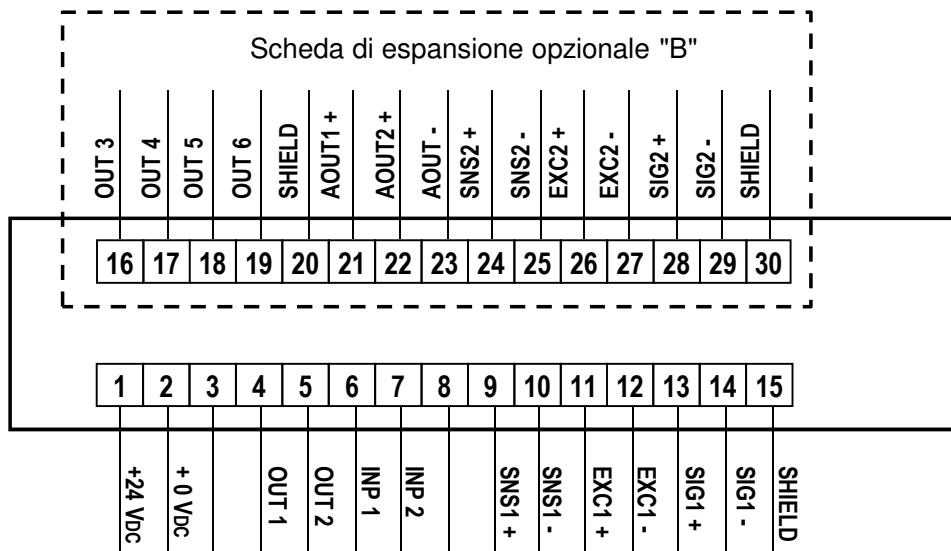 Scheda di espansione opzionale "B"
OUT 3
OUT 4
OUT 5
OUT 6
SHIELD
AOUT1 +
AOUT2 +
AOUT -
SNS2 +
SNS2 -
EXC2 +
EXC2 -
SIG2 +
SIG2 -
SHIELD
16 17 18 19 20 21 22 23 24 25 26 27 28 29 30
1 2 3 4 5 6 7 8 9 10 11 12 13 14 15
+24 VDC
+ 0 VDC
OUT 1
OUT 2
INP 1
INP 2
SNS1 +
SNS1 -
EXC1 +
EXC1 -
SIG1 +
SIG1 -
SHIELD